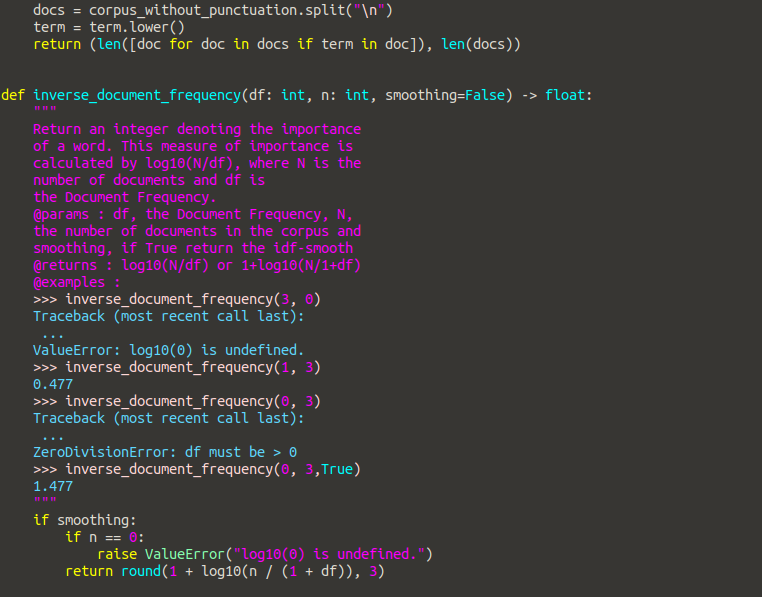 docs = corpus_without_punctuation.split("\n")
    term = term.lower()
    return (len([doc for doc in docs if term in doc]), len(docs))


def inverse_document_frequency(df: int, n: int, smoothing=False) -> float:
    """
    Return an integer denoting the importance
    of a word. This measure of importance is
    calculated by log10(N/df), where N is the
    number of documents and df is
    the Document Frequency.
    @params : df, the Document Frequency, N,
    the number of documents in the corpus and
    smoothing, if True return the idf-smooth
    @returns : log10(N/df) or 1+log10(N/1+df)
    @examples :
    >>> inverse_document_frequency(3, 0)
    Traceback (most recent call last):
     ...
    ValueError: log10(0) is undefined.
    >>> inverse_document_frequency(1, 3)
    0.477
    >>> inverse_document_frequency(0, 3)
    Traceback (most recent call last):
     ...
    ZeroDivisionError: df must be > 0
    >>> inverse_document_frequency(0, 3,True)
    1.477
    """
    if smoothing:
        if n == 0:
            raise ValueError("log10(0) is undefined.")
        return round(1 + log10(n / (1 + df)), 3)